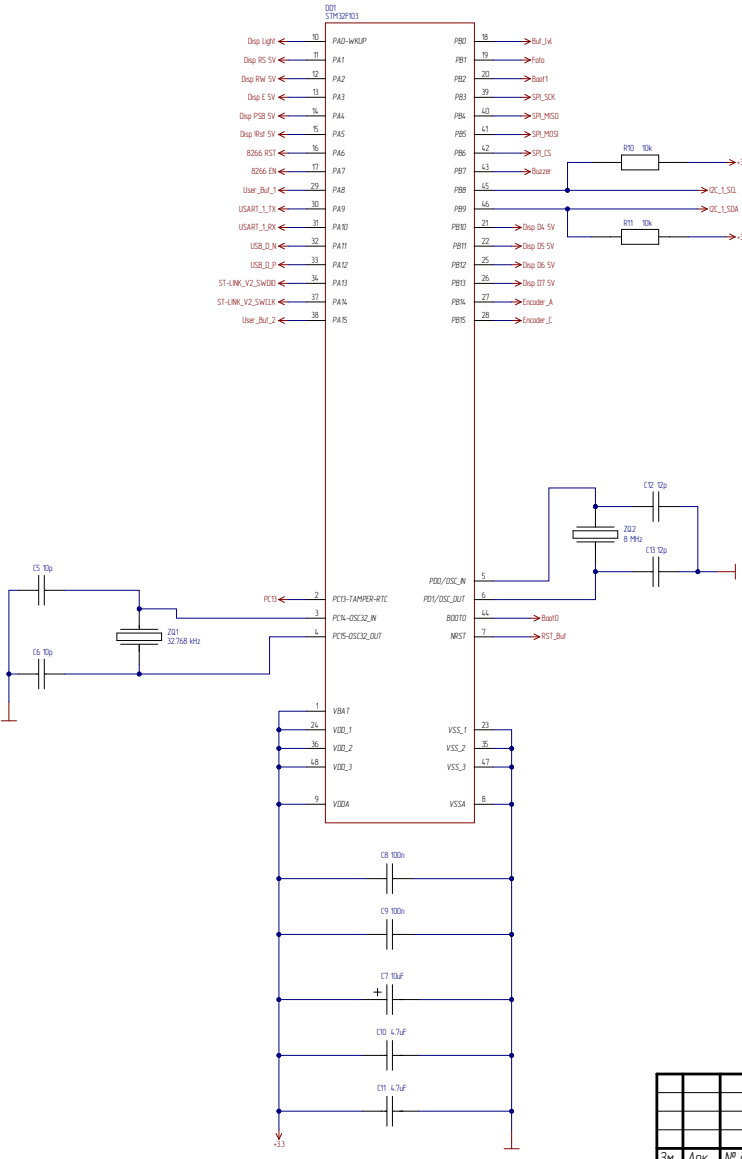 DD1
STM32F103
Disp Light 10 PA0-WKUP PB0 18 But_lvl
Disp RS 5V 11 PA1 PB1 19 Foto
Disp RW 5V 12 PA2 PB2 20 Boot1
Disp E 5V 13 PA3 PB3 39 SPI_SCK
Disp PSB 5V 14 PA4 PB4 40 SPI_MISO
Disp !Rst 5V 15 PA5 PB5 41 SPI_MOSI
8266 RST 16 PA6 PB6 42 SPI_CS
8266 EN 17 PA7 PB7 43 Buzzer
R10 10k
User_But_1 29 PA8 PB8 45 I2C_1_SCL
USART_1_TX 30 PA9 PB9 46 I2C_1_SDA
R11 10k
USART_1_RX 31 PA10 PB10 21 Disp D4 5V
USB_D_N 32 PA11 PB11 22 Disp D5 5V
USB_D_P 33 PA12 PB12 25 Disp D6 5V
ST-LINK_V2_SWDIO 34 PA13 PB13 26 Disp D7 5V
ST-LINK_V2_SWCLK 37 PA14 PB14 27 Encoder_A
User_But_2 38 PA15 PB15 28 Encoder_C
C12 12p
ZQ2
8 MHz
C13 12p
C5 10p
PD0/OSC_IN 5
PC13 2 PC13-TAMPER-RTC PD1/OSC_OUT 6
3 PC14-OSC32_IN BOOT0 44 Boot0
ZQ1
32.768 kHz
4 PC15-OSC32_OUT NRST 7 RST_But
C6 10p
1 VBAT
24 VDD_1 VSS_1 23
36 VDD_2 VSS_2 35
48 VDD_3 VSS_3 47
9 VDDA VSSA 8
C8 100n
C9 100n
C7 10uF
+
C10 4.7uF
C11 4.7uF
+3.3
Зм Арк №